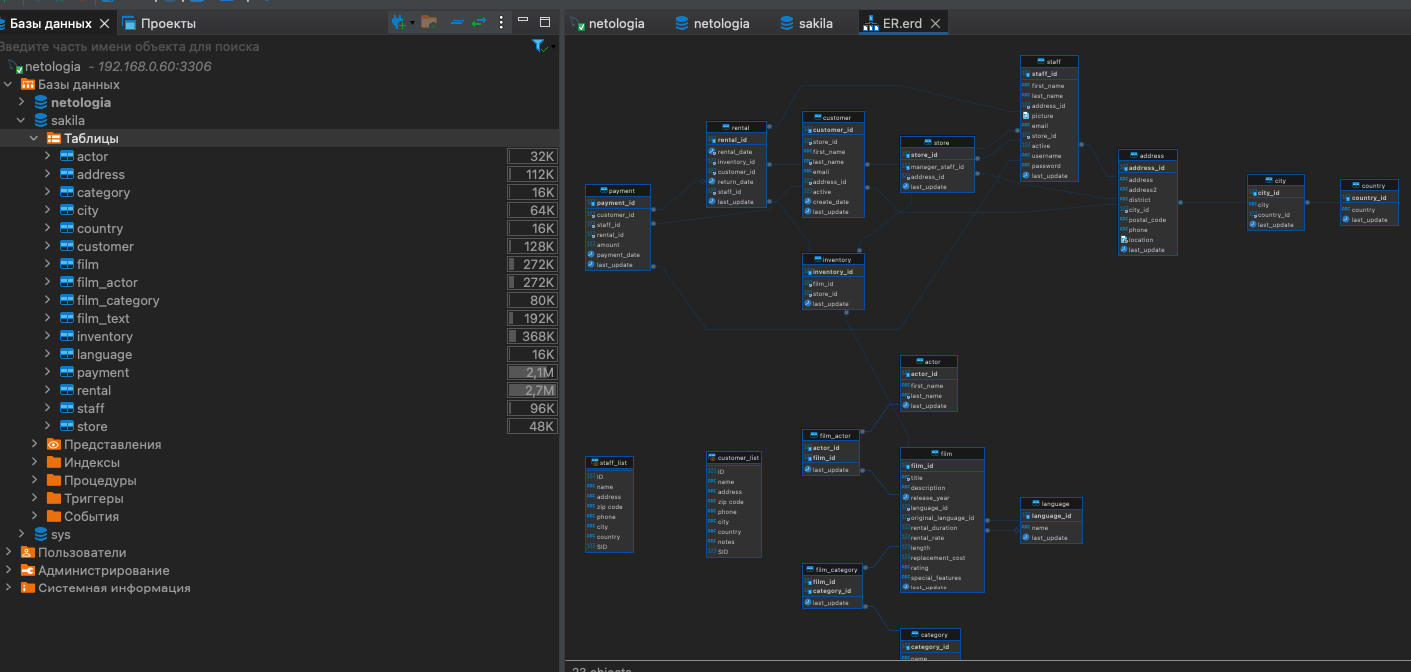 Базы данных
Проекты
Введите часть имени объекта для поиска
netologia - 192.168.0.60:3306
Базы данных
netologia
sakila
Таблицы
actor 32K
address 112K
category 16K
city 64K
country 16K
customer 128K
film 272K
film_actor 272K
film_category 80K
film_text 192K
inventory 368K
language 16K
payment 2,1M
rental 2,7M
staff 96K
store 48K
Представления
Индексы
Процедуры
Триггеры
События
sys
Пользователи
Администрирование
Системная информация
netologia
netologia
sakila
ER.erd
staff
staff_id
first_name
last_name
address_id
picture
email
store_id
active
username
password
last_update
customer
customer_id
store_id
first_name
last_name
email
address_id
active
create_date
last_update
rental
rental_id
rental_date
inventory_id
customer_id
return_date
staff_id
last_update
store
store_id
manager_staff_id
address_id
last_update
address
address_id
address
address2
district
city_id
postal_code
phone
location
last_update
city
city_id
city
country_id
last_update
country
country_id
country
last_update
payment
payment_id
customer_id
staff_id
rental_id
amount
payment_date
last_update
inventory
inventory_id
film_id
store_id
last_update
actor
actor_id
first_name
last_name
last_update
film_actor
actor_id
film_id
last_update
film
film_id
title
description
release_year
language_id
original_language_id
rental_duration
rental_rate
length
replacement_cost
rating
special_features
last_update
language
language_id
name
last_update
staff_list
ID
name
address
zip code
phone
city
country
SID
customer_list
ID
name
address
zip code
phone
city
country
notes
SID
film_category
film_id
category_id
last_update
category
category_id
name
23 objects